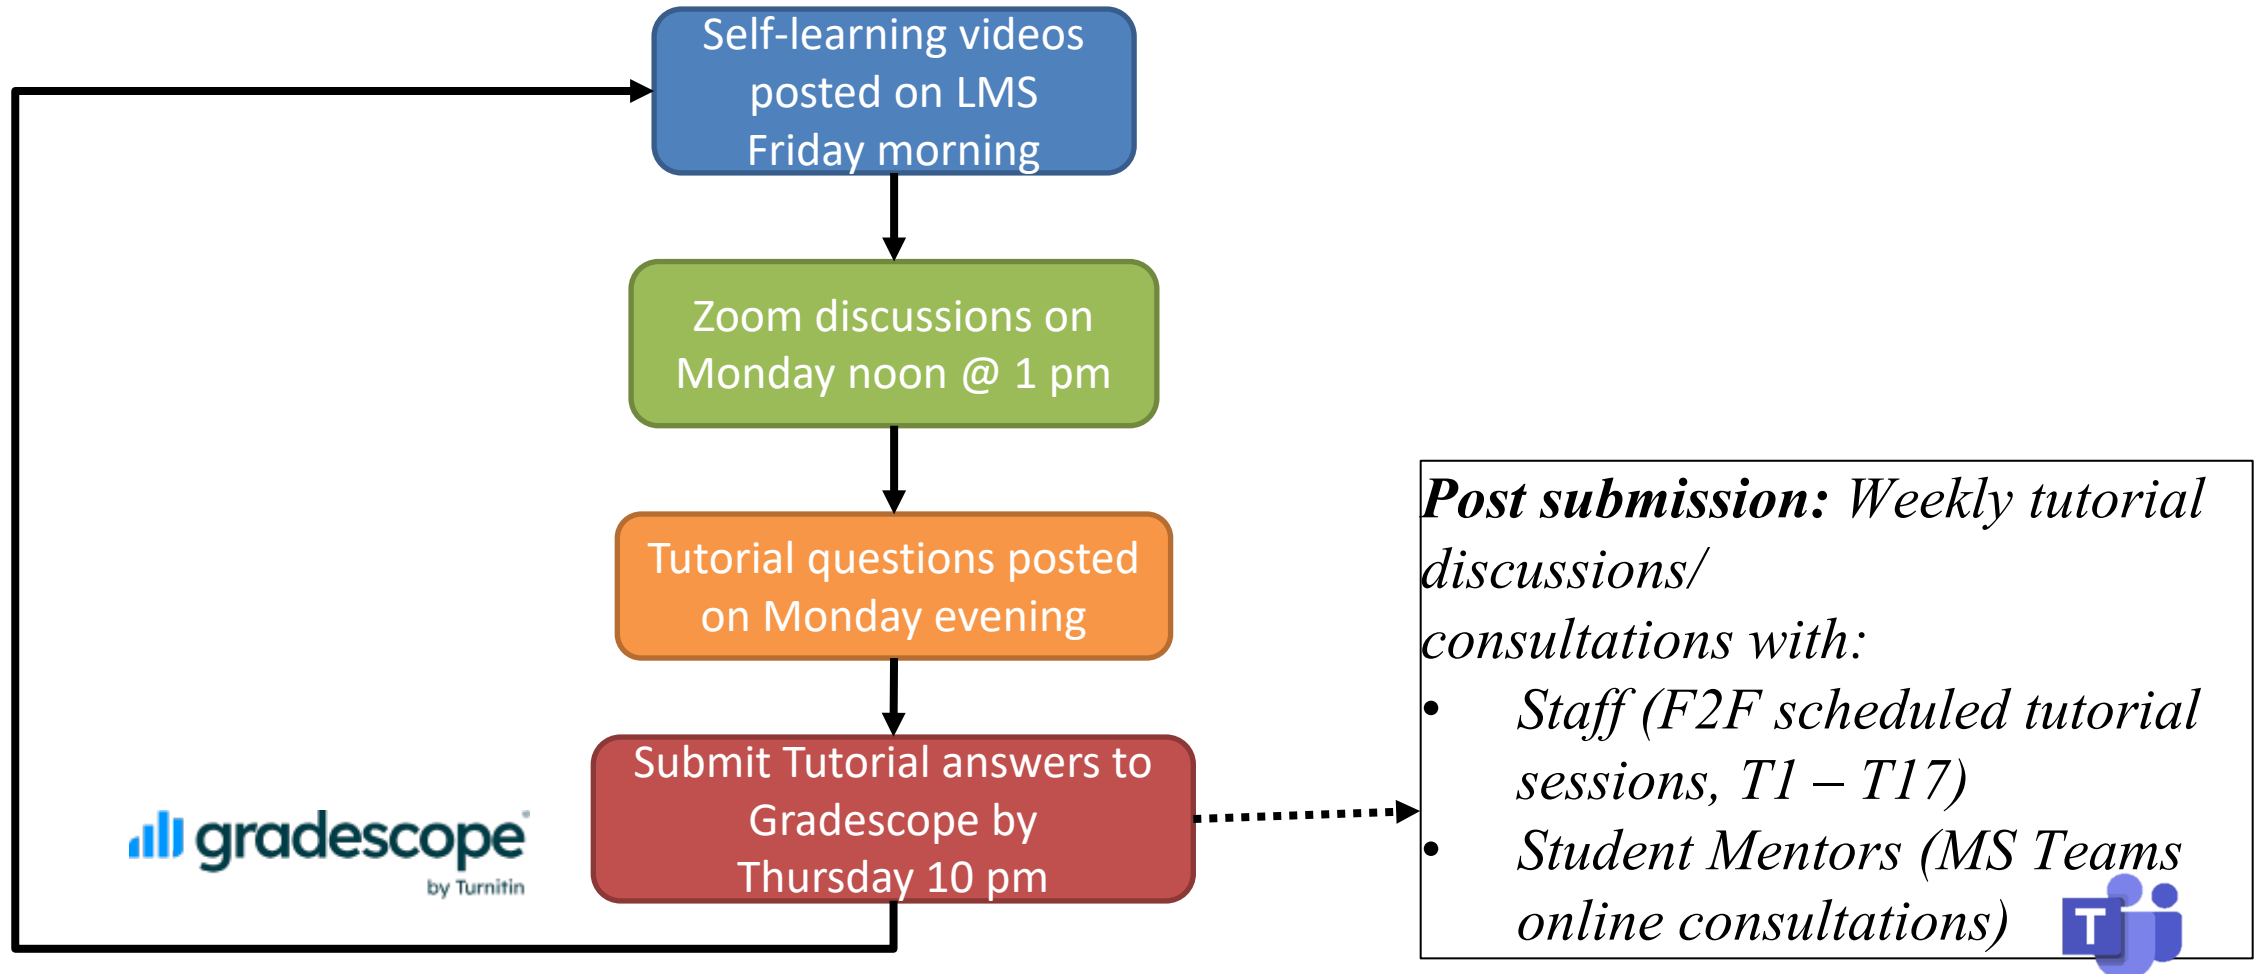 Self-learning videos
posted on LMS
Friday morning
Zoom discussions on
Monday noon @ 1 pm
Tutorial questions posted
on Monday evening
Submit Tutorial answers to
Gradescope by
Thursday 10 pm
gradescope
by Turnitin
Post submission: Weekly tutorial
discussions/
consultations with:
• Staff (F2F scheduled tutorial
sessions, T1 – T17)
• Student Mentors (MS Teams
online consultations)
T